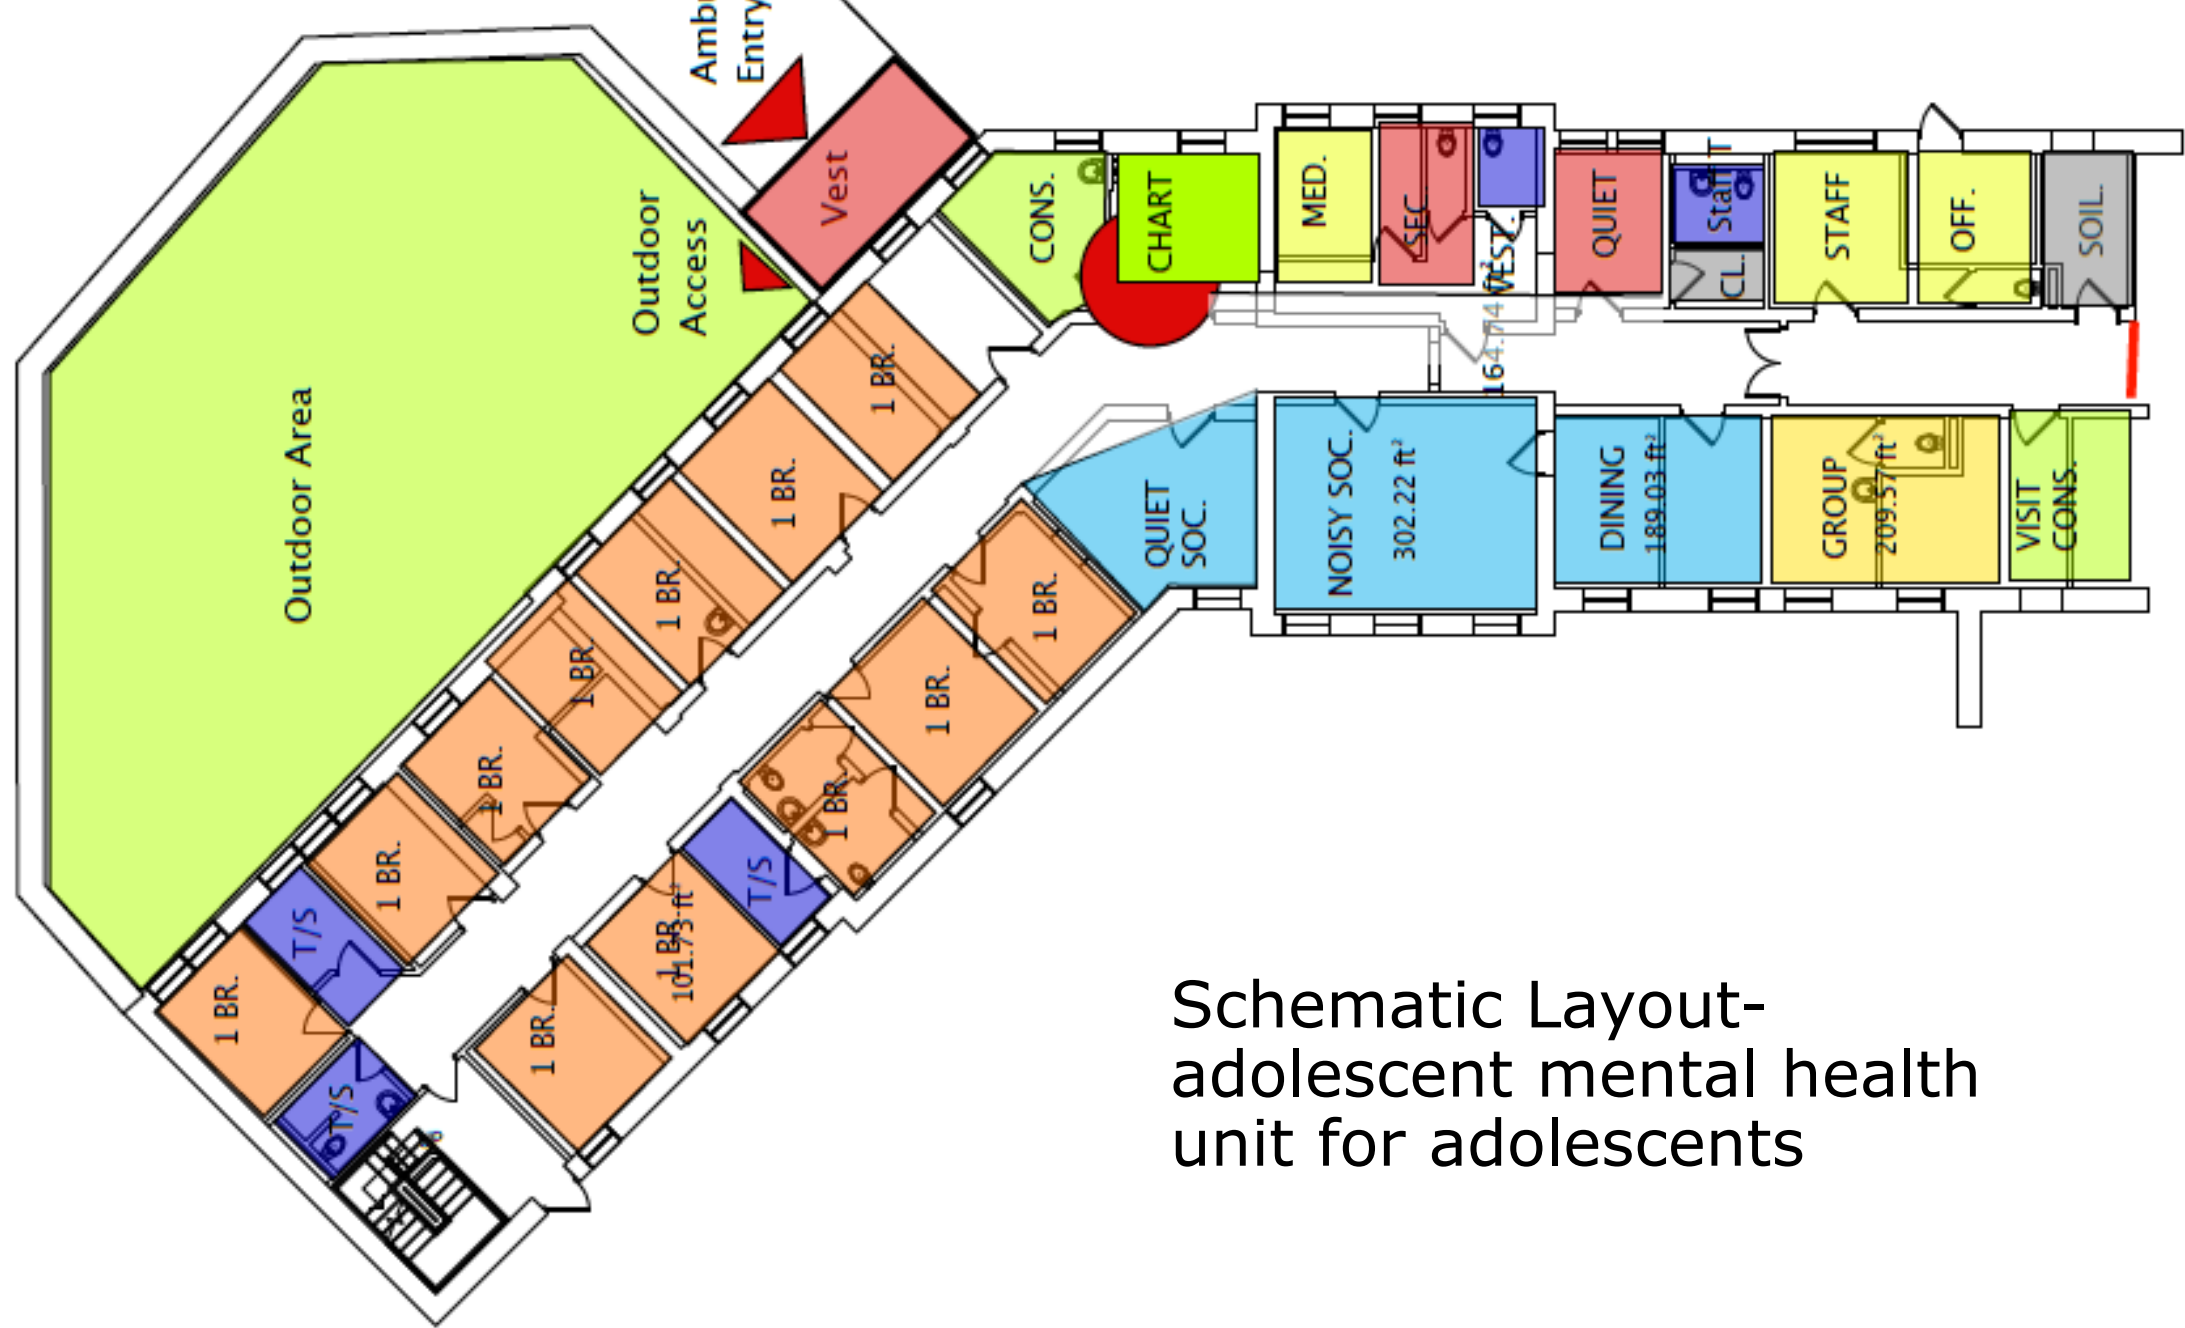 Amb
Entry
Vest
Outdoor
Access
Outdoor Area
CONS.
CHART
MED.
SEC.
VEST.
164.74 ft²
QUIET
Staff T
CL.
STAFF
OFF.
SOIL.
1 BR.
1 BR.
1 BR.
1 BR.
1 BR.
1 BR.
T/S
1 BR.
T/S
QUIET
SOC.
NOISY SOC.
302.22 ft²
DINING
189.03 ft²
GROUP
209.57 ft²
VISIT
CONS.
1 BR.
1 BR.
1 BR.
T/S
1 BR.
101.73 ft²
1 BR.
Schematic Layout-
adolescent mental health
unit for adolescents